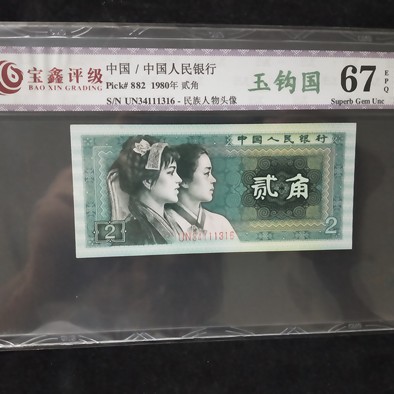 宝鑫评级
BAO XIN GRADING
中国 / 中国人民银行
Pick# 882 1980年 贰角
S/N UN34111316 - 民族人物头像
玉钩国
67 EPQ
Superb Gem Unc
中国人民银行
贰角
UN34111316
2
2